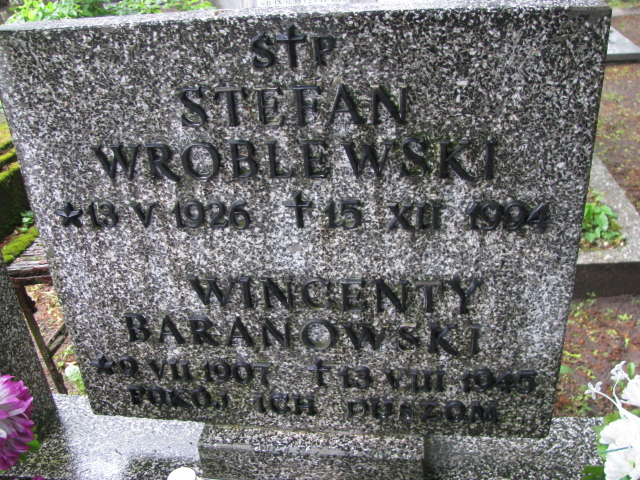 S†P
STEFAN
WROBLEWSKI
*13 V 1926 †15 XII 1994
WINCENTY
BARANOWSKI
*9 VII 1907 †13 VIII 1945
POKÓJ ICH DUSZOM